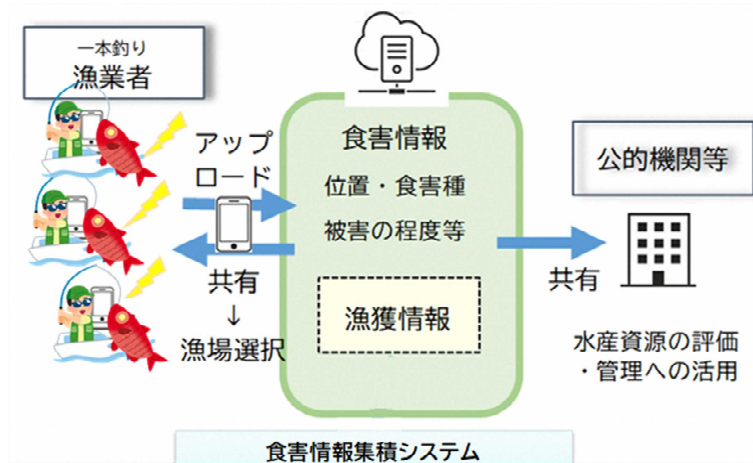 一本釣り
漁業者
アップ
ロード
共有
↓
漁場選択
食害情報
位置・食害種
被害の程度等
漁獲情報
共有
公的機関等
水産資源の評価
・管理への活用
食害情報集積システム